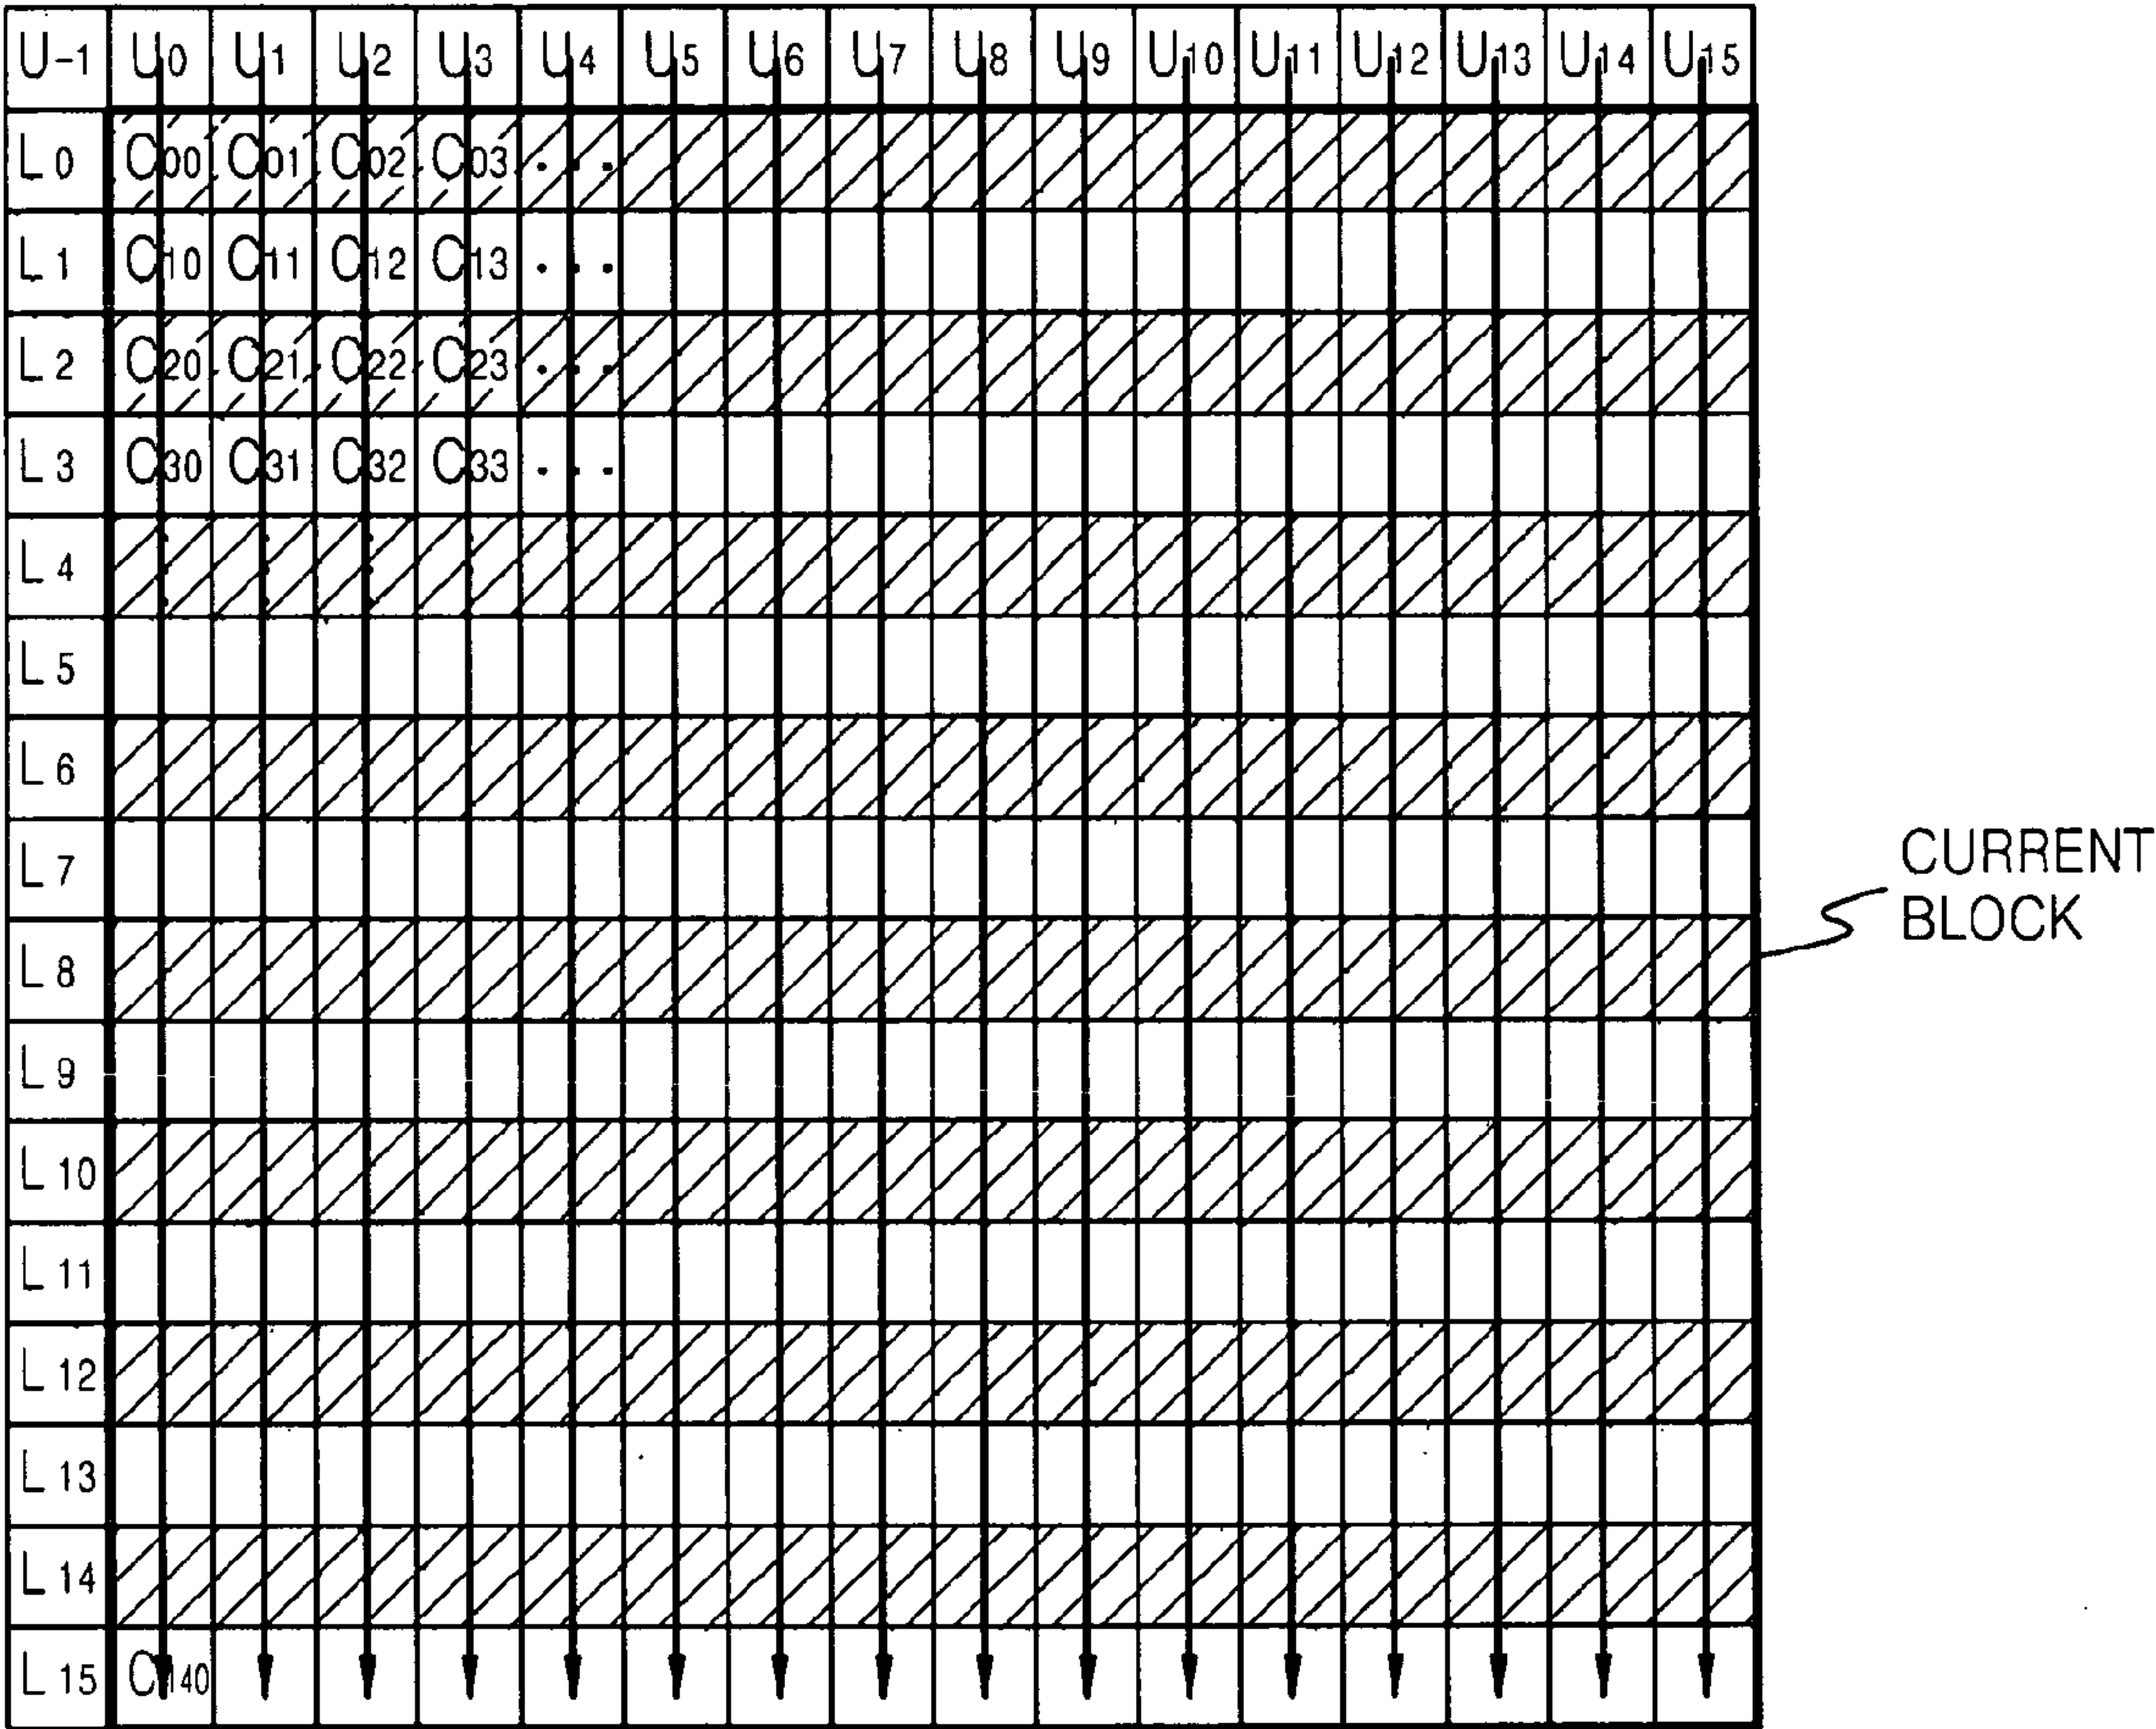 U-1 U0 U1 U2 U3 U4 U5 U6 U7 U8 U9 U10 U11 U12 U13 U14 U15
L0 C00 C01 C02 C03 ...
L1 C10 C11 C12 C13 ...
L2 C20 C21 C22 C23 ...
L3 C30 C31 C32 C33 ...
L4
L5
L6
L7
CURRENT
BLOCK
L8
L9
L10
L11
L12
L13
L14
L15 C140